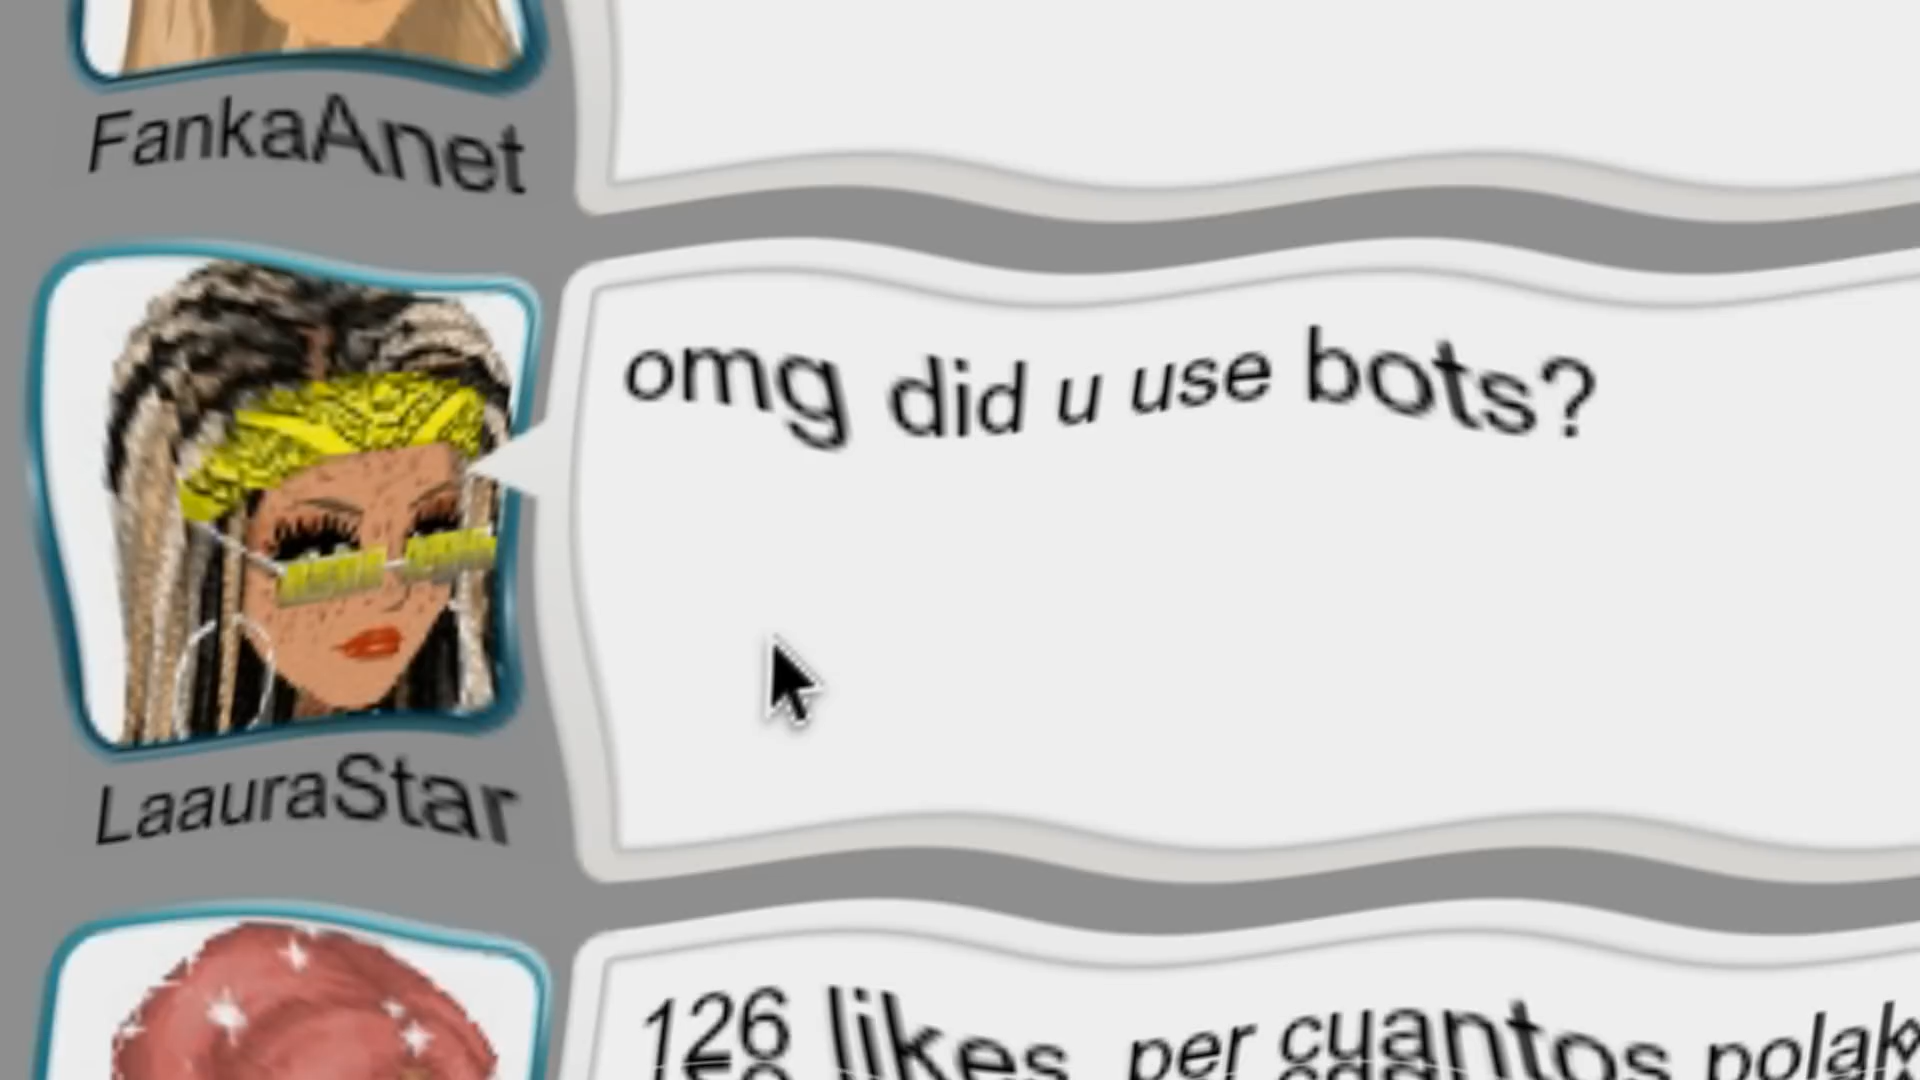 FankaAnet
omg did u use bots?
LaauraStar
126 likes per cuantos